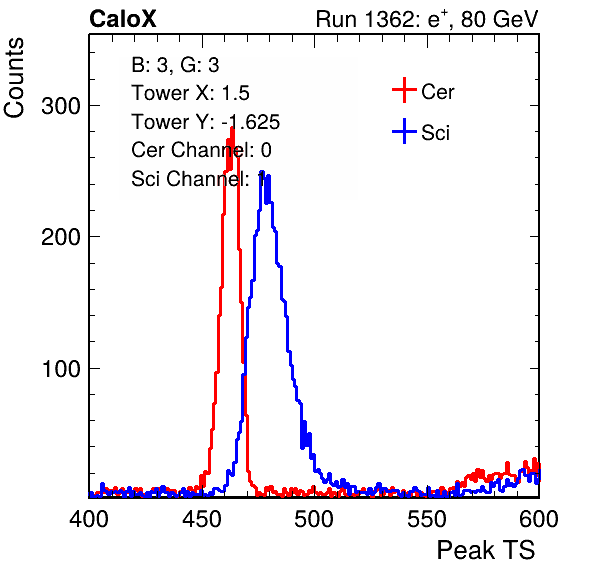 CaloX Run 1362: e⁺, 80 GeV
Counts
B: 3, G: 3
Tower X: 1.5
Tower Y: -1.625
Cer Channel: 0
Sci Channel: 1
Cer
Sci
300
200
100
400 450 500 550 600
Peak TS